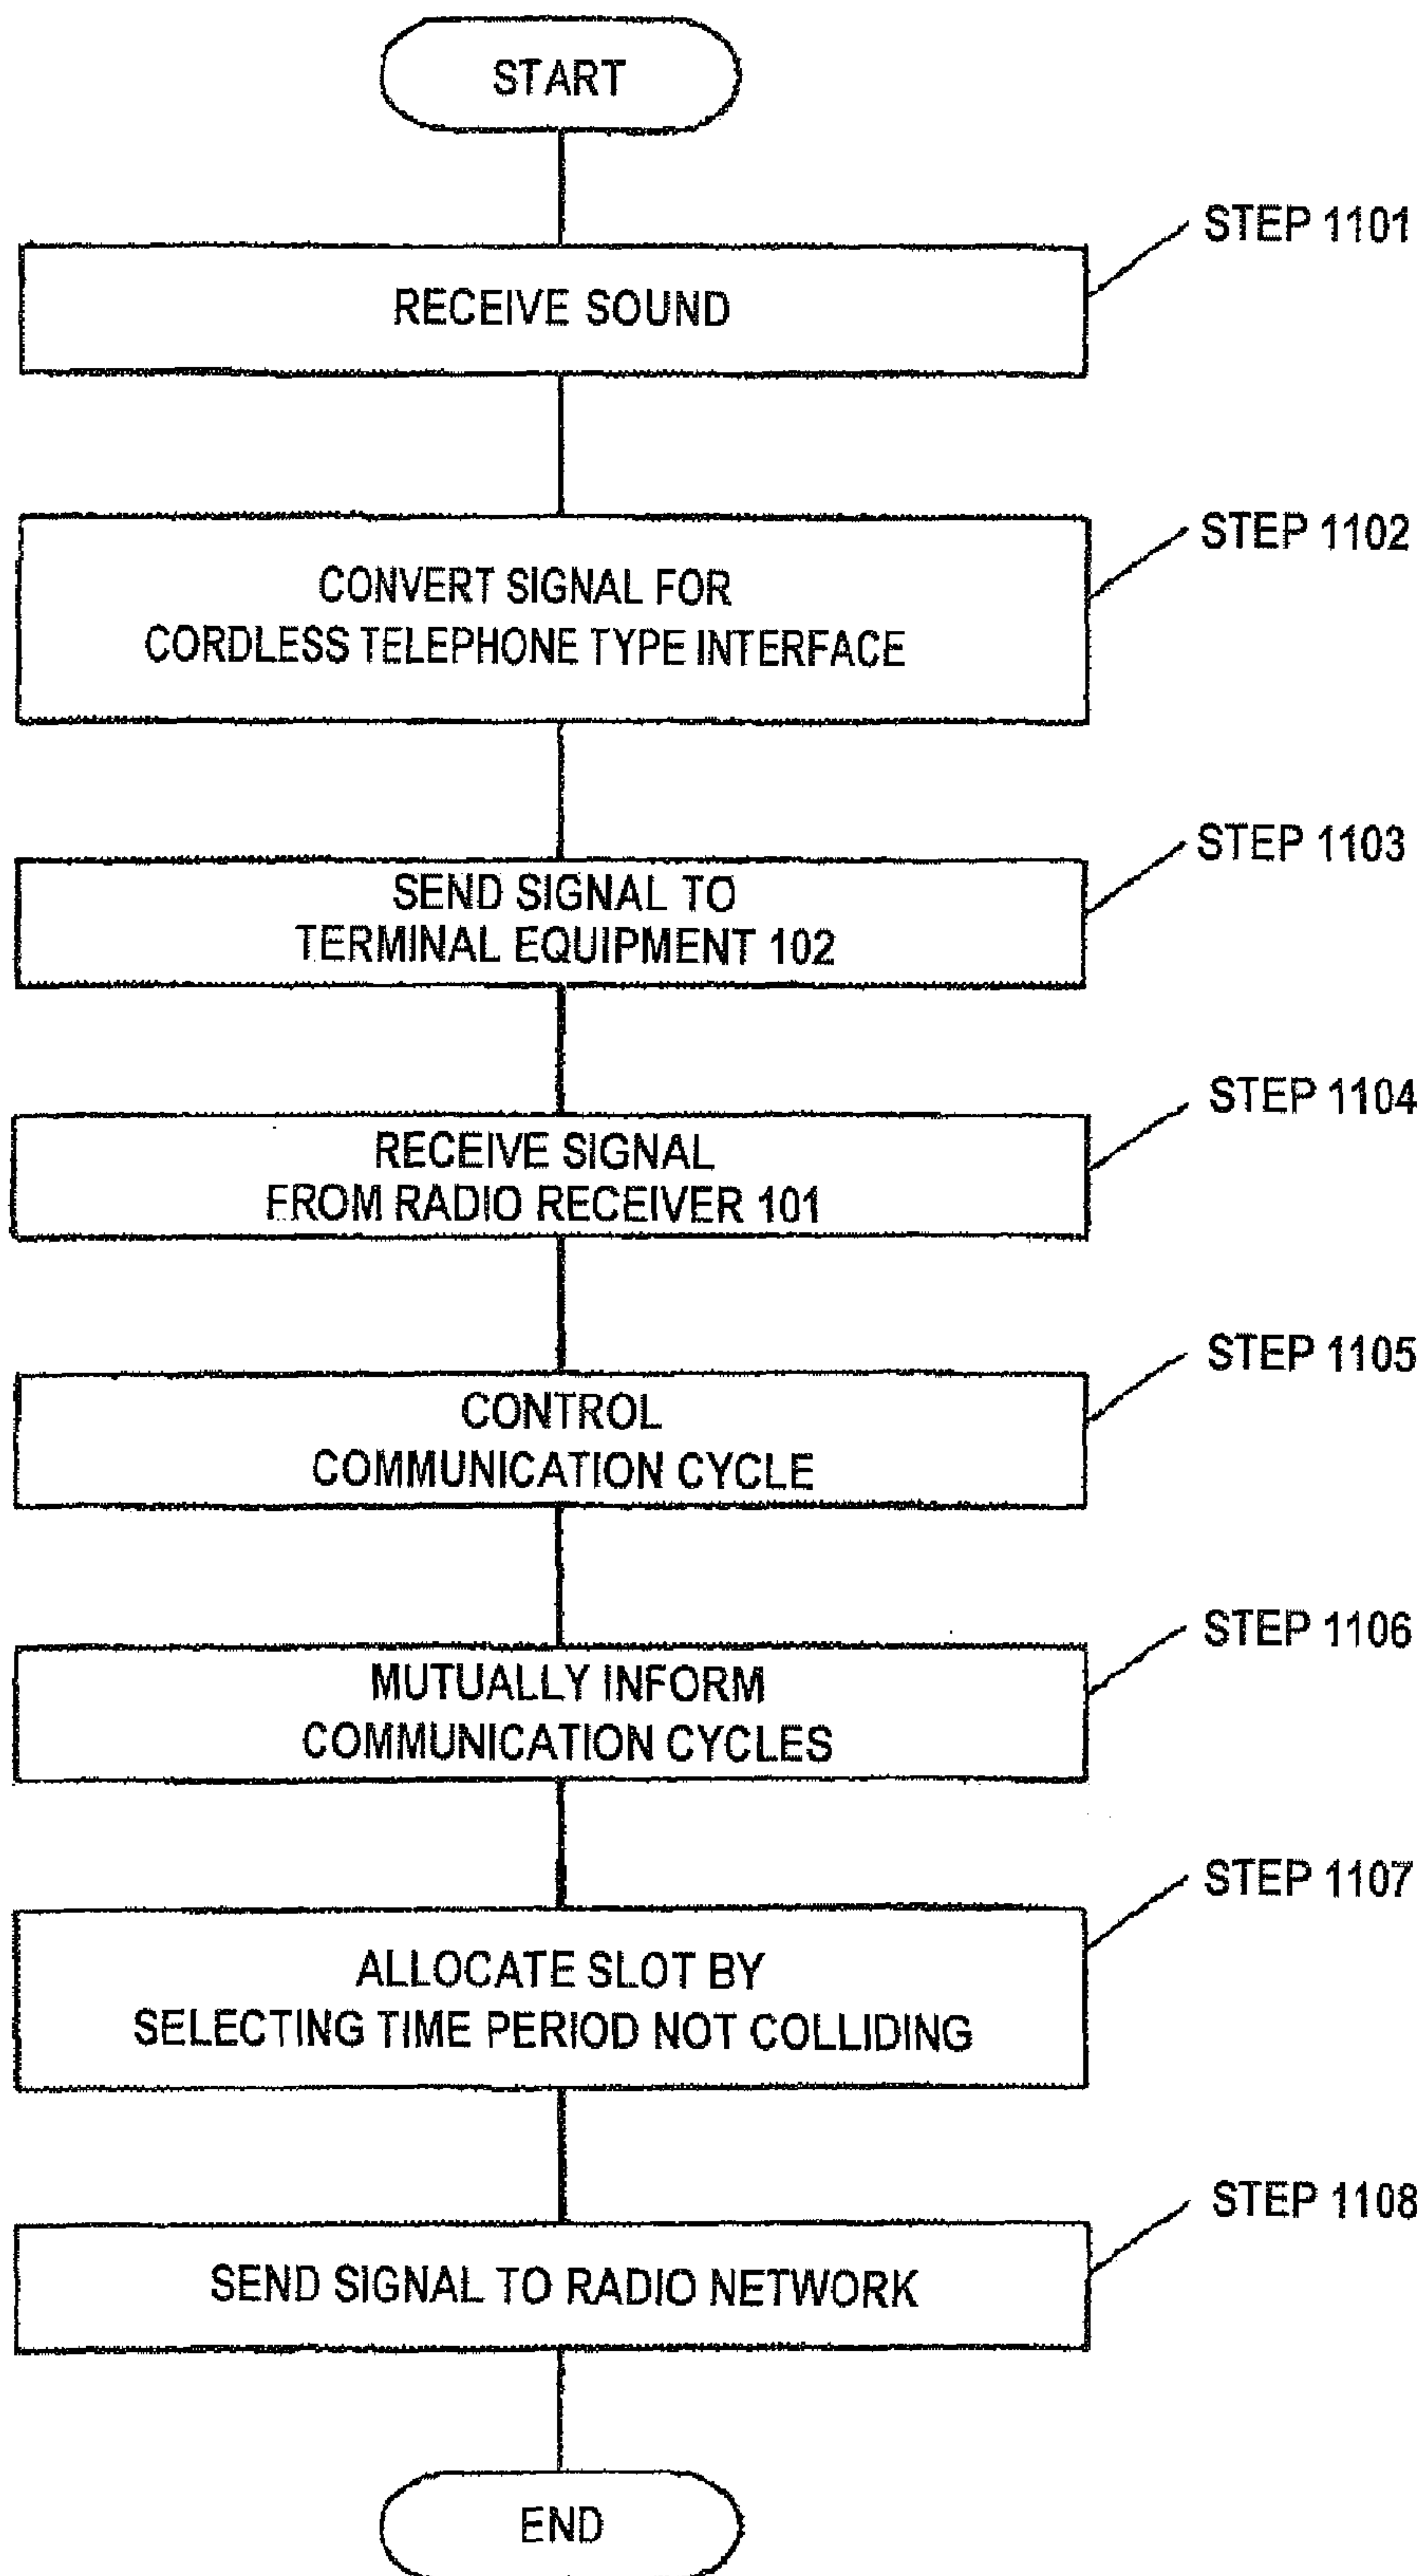 START
STEP 1101
RECEIVE SOUND
STEP 1102
CONVERT SIGNAL FOR
CORDLESS TELEPHONE TYPE INTERFACE
STEP 1103
SEND SIGNAL TO
TERMINAL EQUIPMENT 102
STEP 1104
RECEIVE SIGNAL
FROM RADIO RECEIVER 101
STEP 1105
CONTROL
COMMUNICATION CYCLE
STEP 1106
MUTUALLY INFORM
COMMUNICATION CYCLES
STEP 1107
ALLOCATE SLOT BY
SELECTING TIME PERIOD NOT COLLIDING
STEP 1108
SEND SIGNAL TO RADIO NETWORK
END